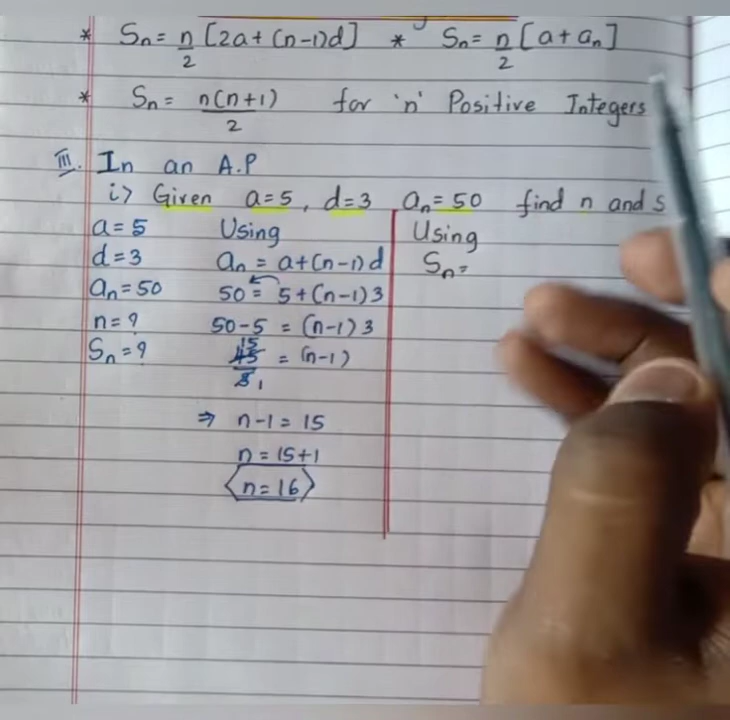 * Sn = n/2 [2a + (n-1)d] * Sn = n/2 [a + an]
* Sn = n(n+1)/2 for 'n' Positive Integers
III. In an A.P
i) Given a=5, d=3 an=50 find n and S
a=5
d=3
an=50
n=?
Sn=?
Using
an = a+(n-1)d
50 = 5+(n-1)3
50-5 = (n-1)3
15
45/3 = (n-1)
1
⇒ n-1 = 15
n = 15+1
n=16
Using
Sn=